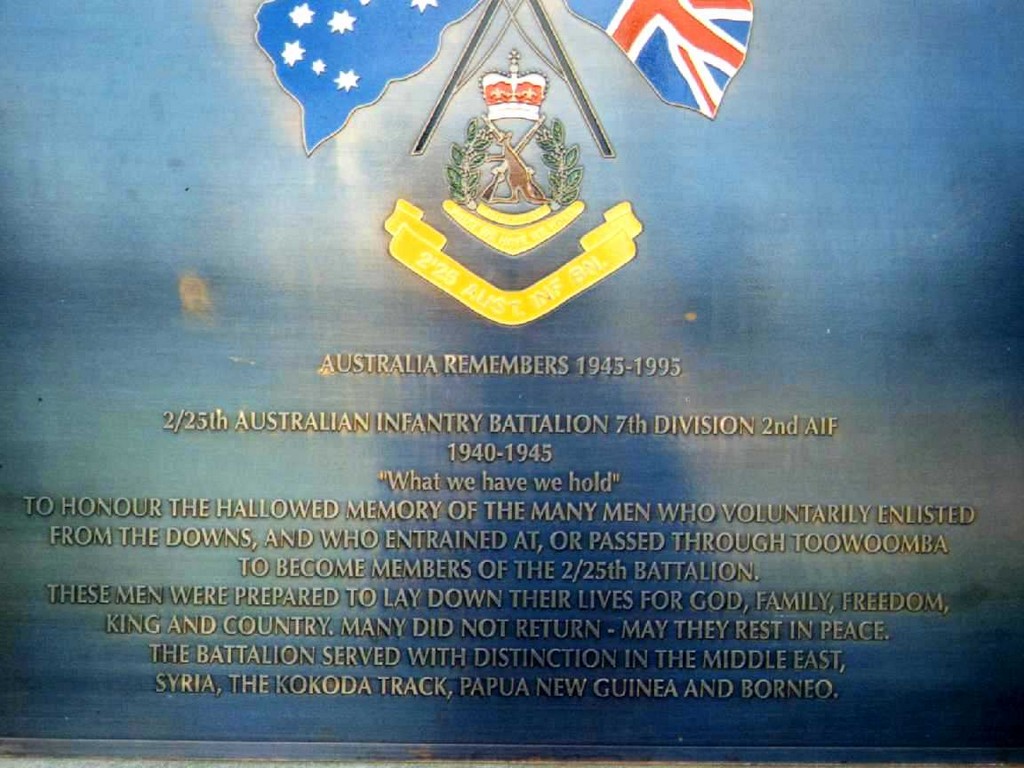 2/25 AUST. INF BN.
AUSTRALIA REMEMBERS 1945-1995
2/25th AUSTRALIAN INFANTRY BATTALION 7th DIVISION 2nd AIF
1940-1945
"What we have we hold"
TO HONOUR THE HALLOWED MEMORY OF THE MANY MEN WHO VOLUNTARILY ENLISTED
FROM THE DOWNS, AND WHO ENTRAINED AT, OR PASSED THROUGH TOOWOOMBA
TO BECOME MEMBERS OF THE 2/25th BATTALION.
THESE MEN WERE PREPARED TO LAY DOWN THEIR LIVES FOR GOD, FAMILY, FREEDOM,
KING AND COUNTRY. MANY DID NOT RETURN - MAY THEY REST IN PEACE.
THE BATTALION SERVED WITH DISTINCTION IN THE MIDDLE EAST,
SYRIA, THE KOKODA TRACK, PAPUA NEW GUINEA AND BORNEO.